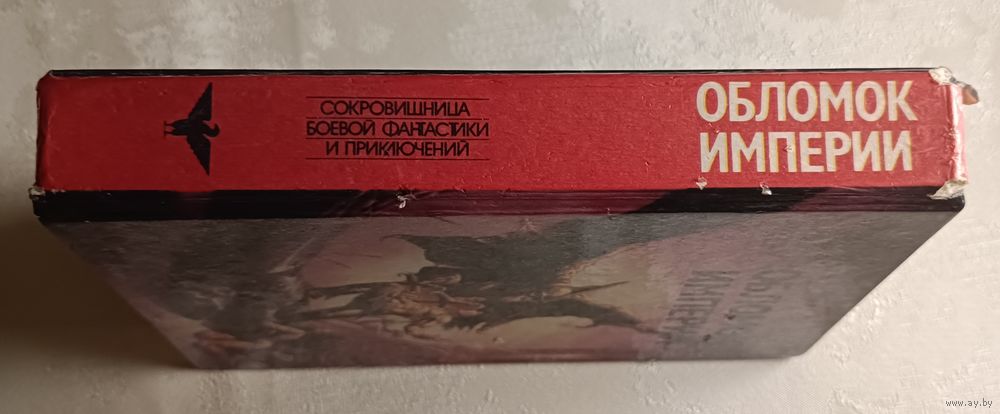 СОКРОВИЩНИЦА
БОЕВОЙ ФАНТАСТИКИ
И ПРИКЛЮЧЕНИЙ
ОБЛОМОК
ИМПЕРИИ
www.ay.by